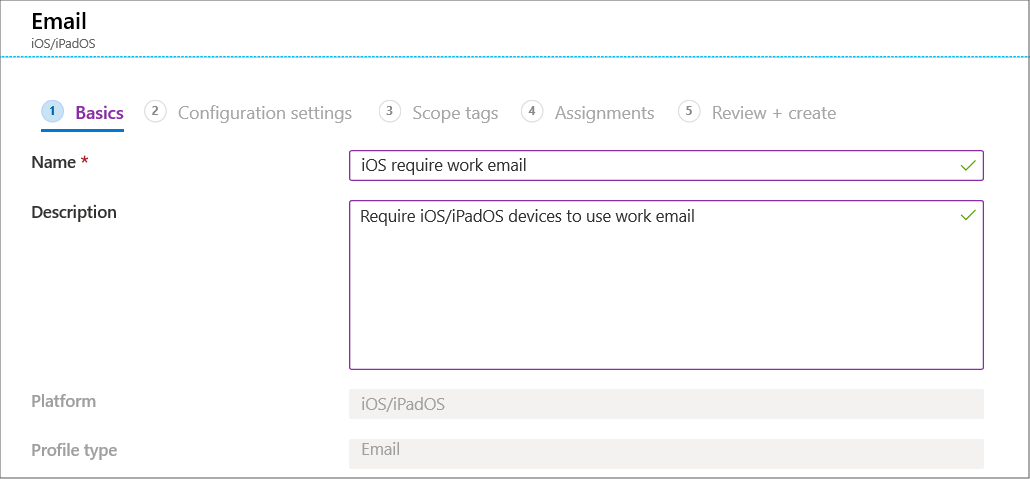 Email
iOS/iPadOS
1 Basics 2 Configuration settings 3 Scope tags 4 Assignments 5 Review + create
Name * iOS require work email
Description Require iOS/iPadOS devices to use work email
Platform iOS/iPadOS
Profile type Email